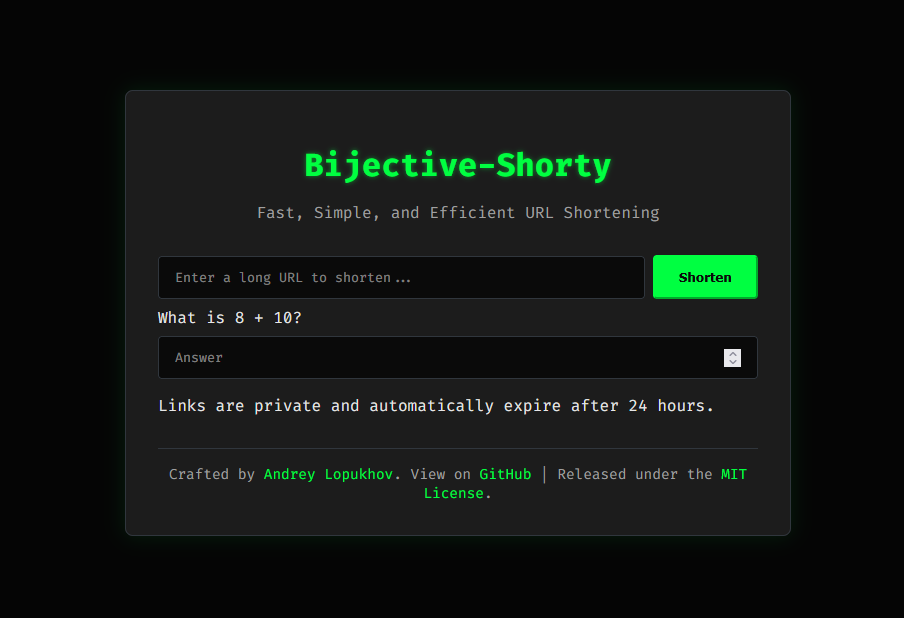 Bijective-Shorty
Fast, Simple, and Efficient URL Shortening
Enter a long URL to shorten...
Shorten
What is 8 + 10?
Answer
Links are private and automatically expire after 24 hours.
Crafted by Andrey Lopukhov. View on GitHub | Released under the MIT
License.